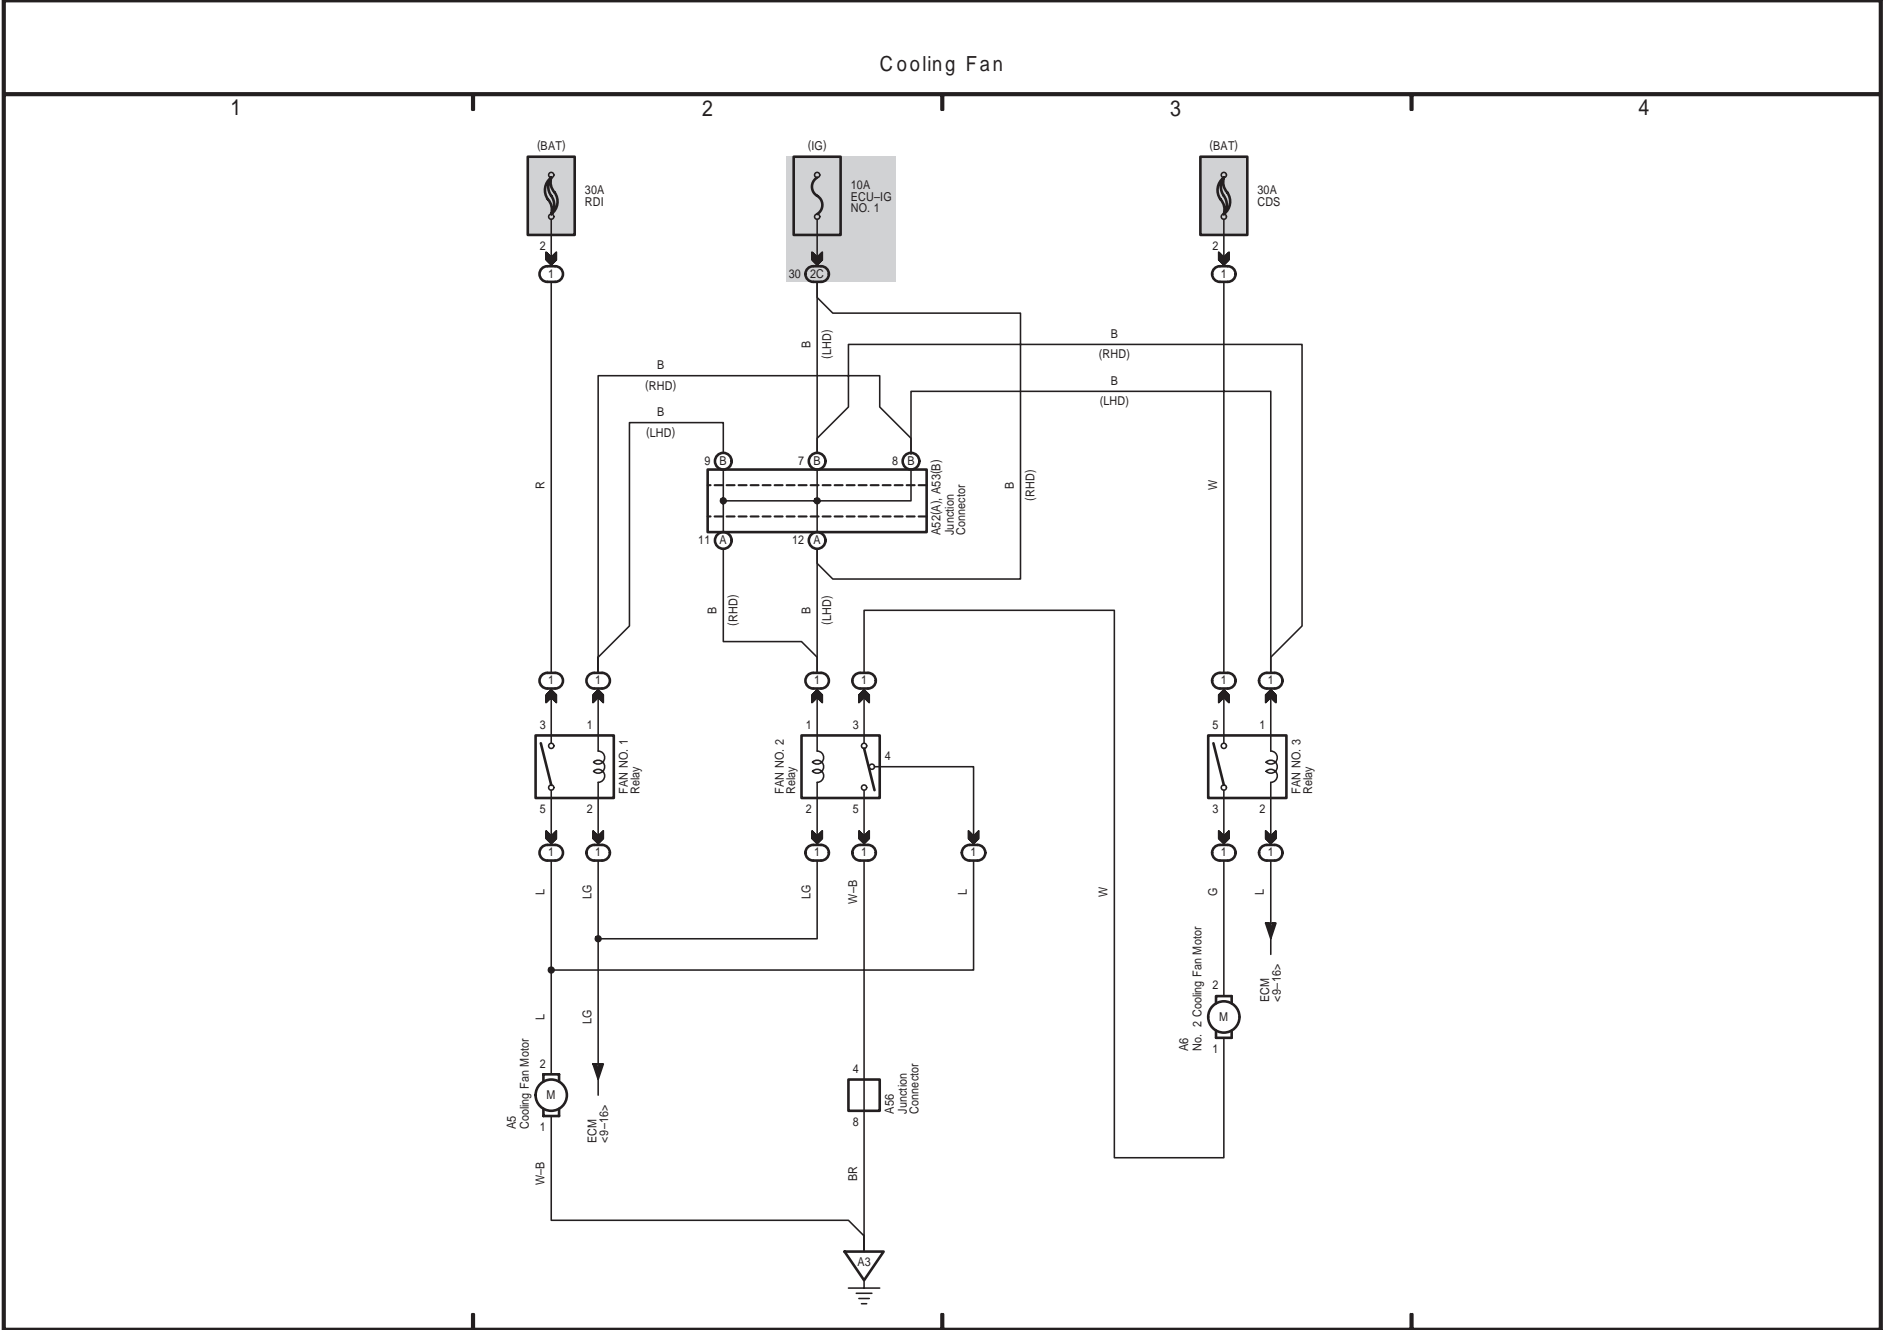 Cooling Fan
1
2
3
4
(BAT)
30A
RDI
2
1
(IG)
10A
ECU–IG
NO. 1
30
2C
(BAT)
30A
CDS
2
1
B
(LHD)
B
(RHD)
B
(RHD)
B
(LHD)
B
(LHD)
B
(RHD)
R
W
9
B
7
B
8
B
11
A
12
A
A52(A), A53(B)
Junction
Connector
B
(RHD)
B
(LHD)
1
1
1
1
1
1
3
1
5
2
FAN NO. 1
Relay
1
3
4
2
5
FAN NO. 2
Relay
5
1
3
2
FAN NO. 3
Relay
1
1
1
1
1
1
1
L
LG
LG
W–B
L
W
G
L
L
LG
ECM
<9–16>
A6
No. 2 Cooling Fan Motor
2
M
1
A5
Cooling Fan Motor
2
M
1
ECM
<9–16>
4
8
A56
Junction
Connector
W–B
BR
A3